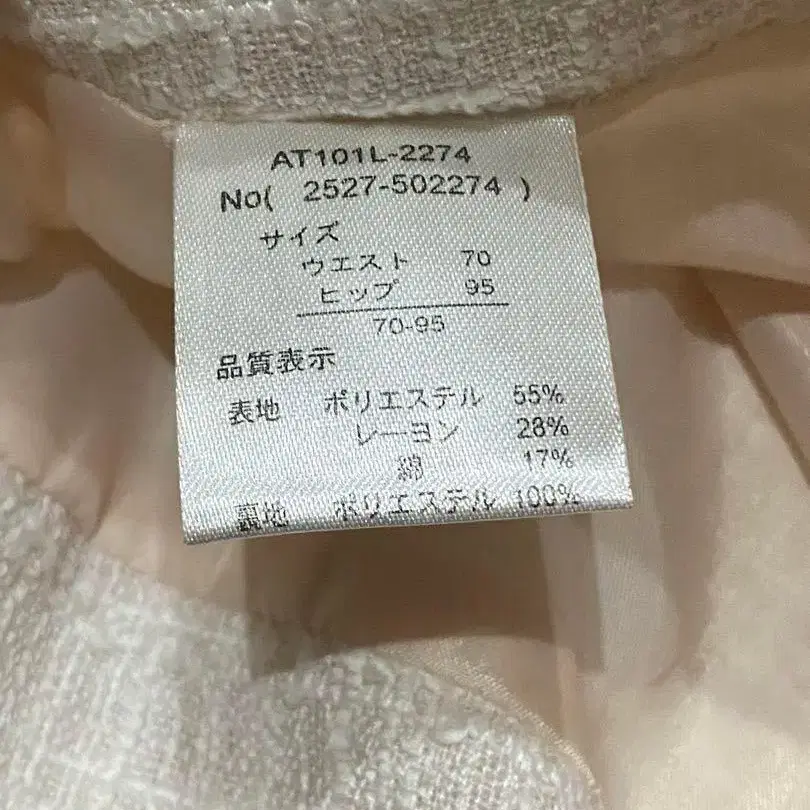 AT101L-2274
No( 2527-502274 )
サイズ
ウエスト 70
ヒップ 95
70-95
品質表示
表地 ポリエステル 55%
レーヨン 28%
綿 17%
裏地 ポリエステル 100%